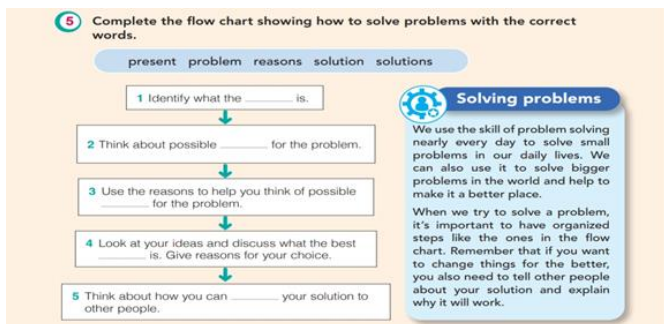 5 Complete the flow chart showing how to solve problems with the correct
words.
present problem reasons solution solutions
1 Identify what the ________ is.
2 Think about possible ________ for the problem.
3 Use the reasons to help you think of possible
________ for the problem.
4 Look at your ideas and discuss what the best
________ is. Give reasons for your choice.
5 Think about how you can ________ your solution to
other people.
Solving problems
We use the skill of problem solving
nearly every day to solve small
problems in our daily lives. We
can also use it to solve bigger
problems in the world and help to
make it a better place.
When we try to solve a problem,
it's important to have organized
steps like the ones in the flow
chart. Remember that if you want
to change things for the better,
you also need to tell other people
about your solution and explain
why it will work.